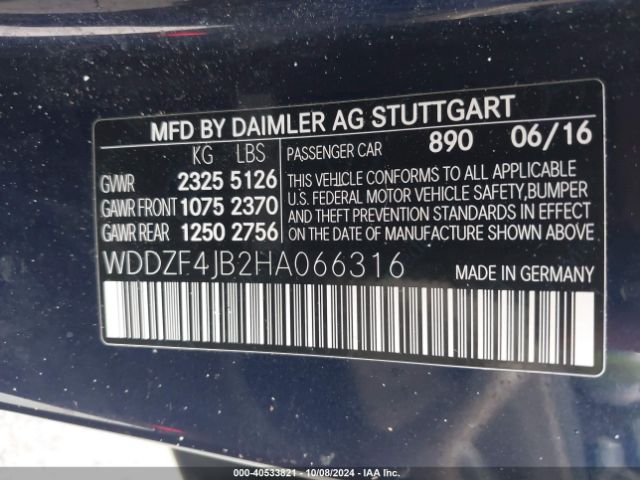 MFD BY DAIMLER AG STUTTGART
KG LBS PASSENGER CAR 890 06/16
GVWR 2325 5126
GAWR FRONT 1075 2370
GAWR REAR 1250 2756
THIS VEHICLE CONFORMS TO ALL APPLICABLE
U.S. FEDERAL MOTOR VEHICLE SAFETY,BUMPER
AND THEFT PREVENTION STANDARDS IN EFFECT
ON THE DATE OF MANUFACTURE SHOWN ABOVE.
WDDZF4JB2HA066316 MADE IN GERMANY
000-40533821 - 10/08/2024 - IAA Inc.